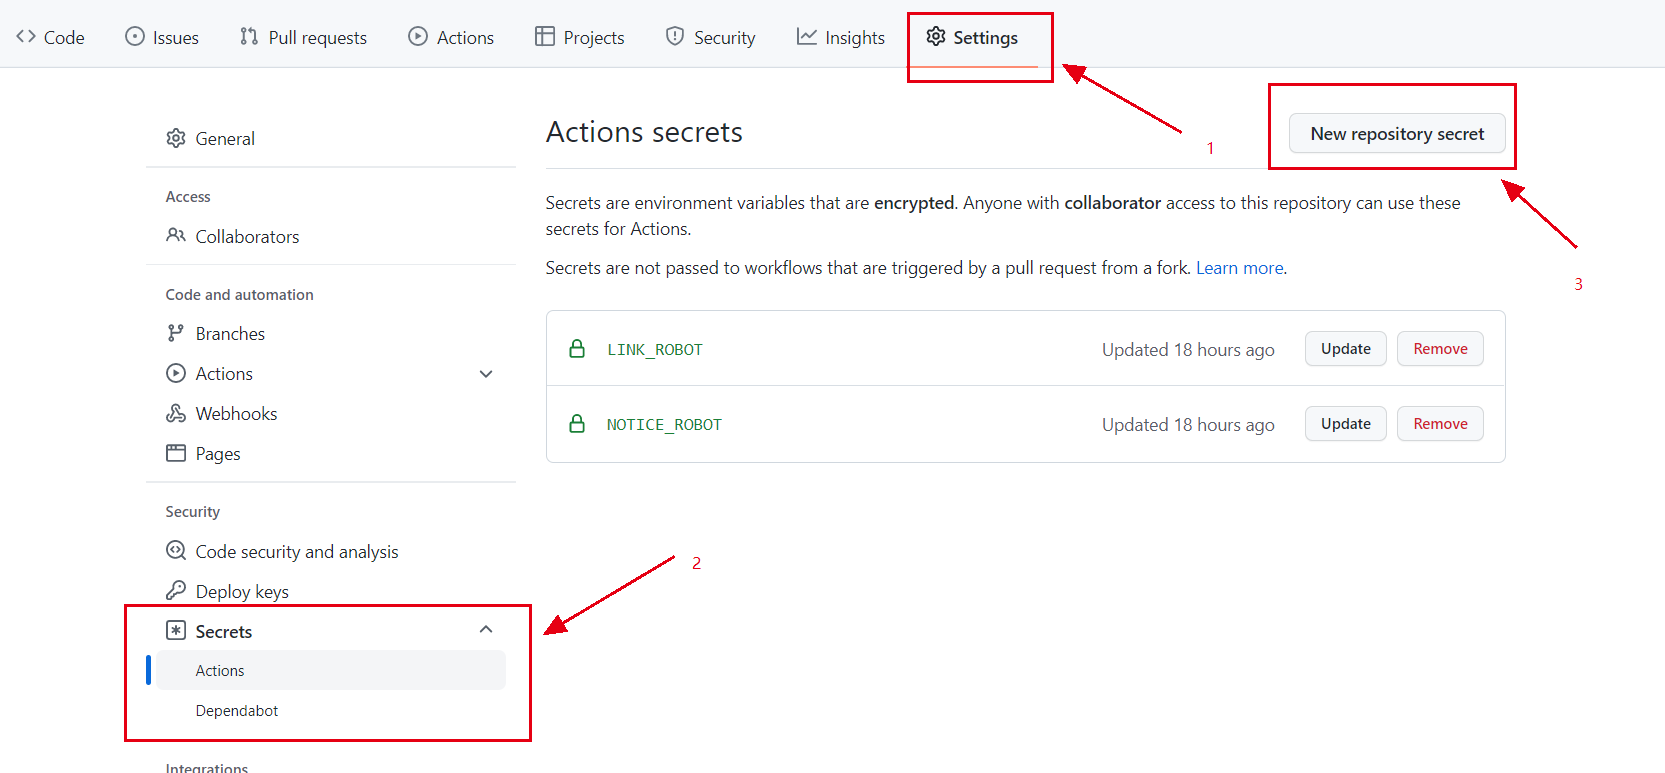 Code Issues Pull requests Actions Projects Security Insights Settings
1
General
Access
Collaborators
Code and automation
Branches
Actions
Webhooks
Pages
Security
Code security and analysis
Deploy keys
Secrets
Actions
Dependabot
Integrations
2
Actions secrets
New repository secret
3
Secrets are environment variables that are encrypted. Anyone with collaborator access to this repository can use these
secrets for Actions.
Secrets are not passed to workflows that are triggered by a pull request from a fork. Learn more.
LINK_ROBOT Updated 18 hours ago Update Remove
NOTICE_ROBOT Updated 18 hours ago Update Remove